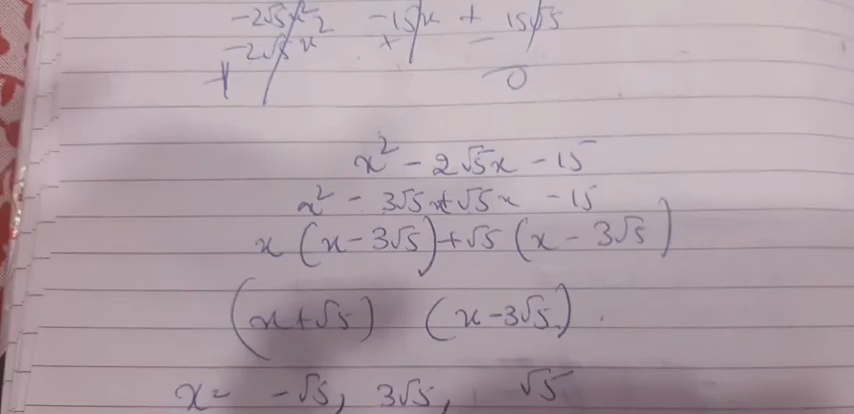 -2√5x² -15x + 15√5
-2√5x² + -
+ 0
x² - 2√5x - 15
x² - 3√5x + √5x - 15
x (x - 3√5) + √5 (x - 3√5)
(x + √5) (x - 3√5)
x = -√5, 3√5, √5